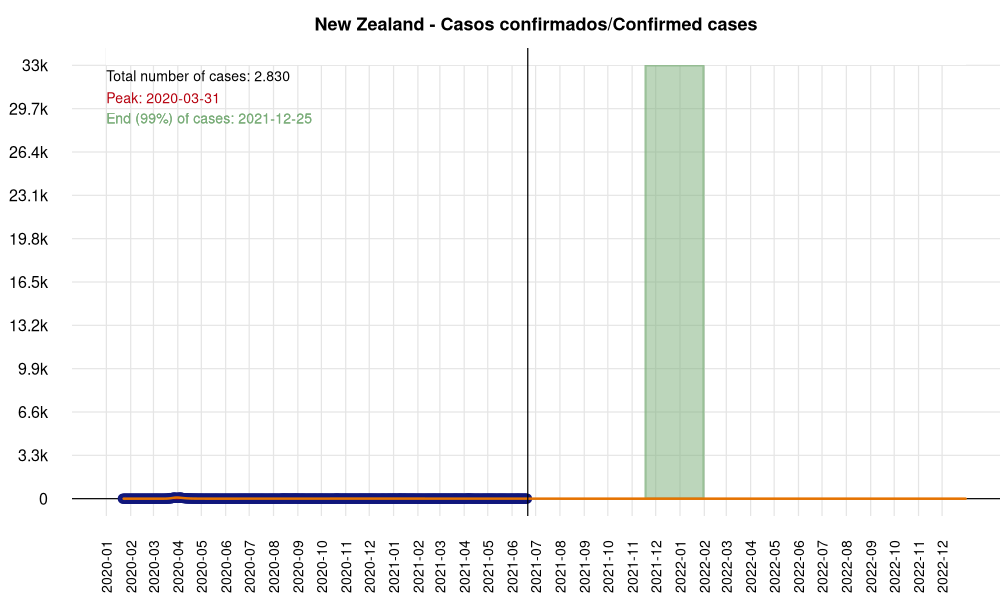 New Zealand - Casos confirmados/Confirmed cases
Total number of cases: 2.830
Peak: 2020-03-31
End (99%) of cases: 2021-12-25
33k
29.7k
26.4k
23.1k
19.8k
16.5k
13.2k
9.9k
6.6k
3.3k
0
2020-01
2020-02
2020-03
2020-04
2020-05
2020-06
2020-07
2020-08
2020-09
2020-10
2020-11
2020-12
2021-01
2021-02
2021-03
2021-04
2021-05
2021-06
2021-07
2021-08
2021-09
2021-10
2021-11
2021-12
2022-01
2022-02
2022-03
2022-04
2022-05
2022-06
2022-07
2022-08
2022-09
2022-10
2022-11
2022-12